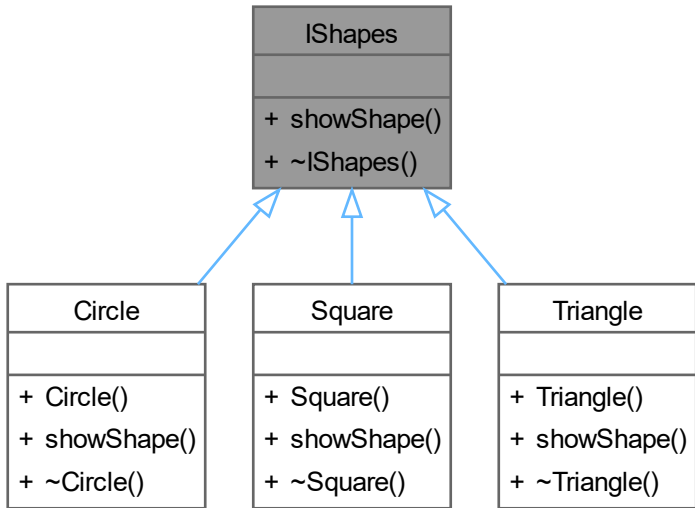 IShapes
+ showShape()
+ ~IShapes()
Circle
+ Circle()
+ showShape()
+ ~Circle()
Square
+ Square()
+ showShape()
+ ~Square()
Triangle
+ Triangle()
+ showShape()
+ ~Triangle()